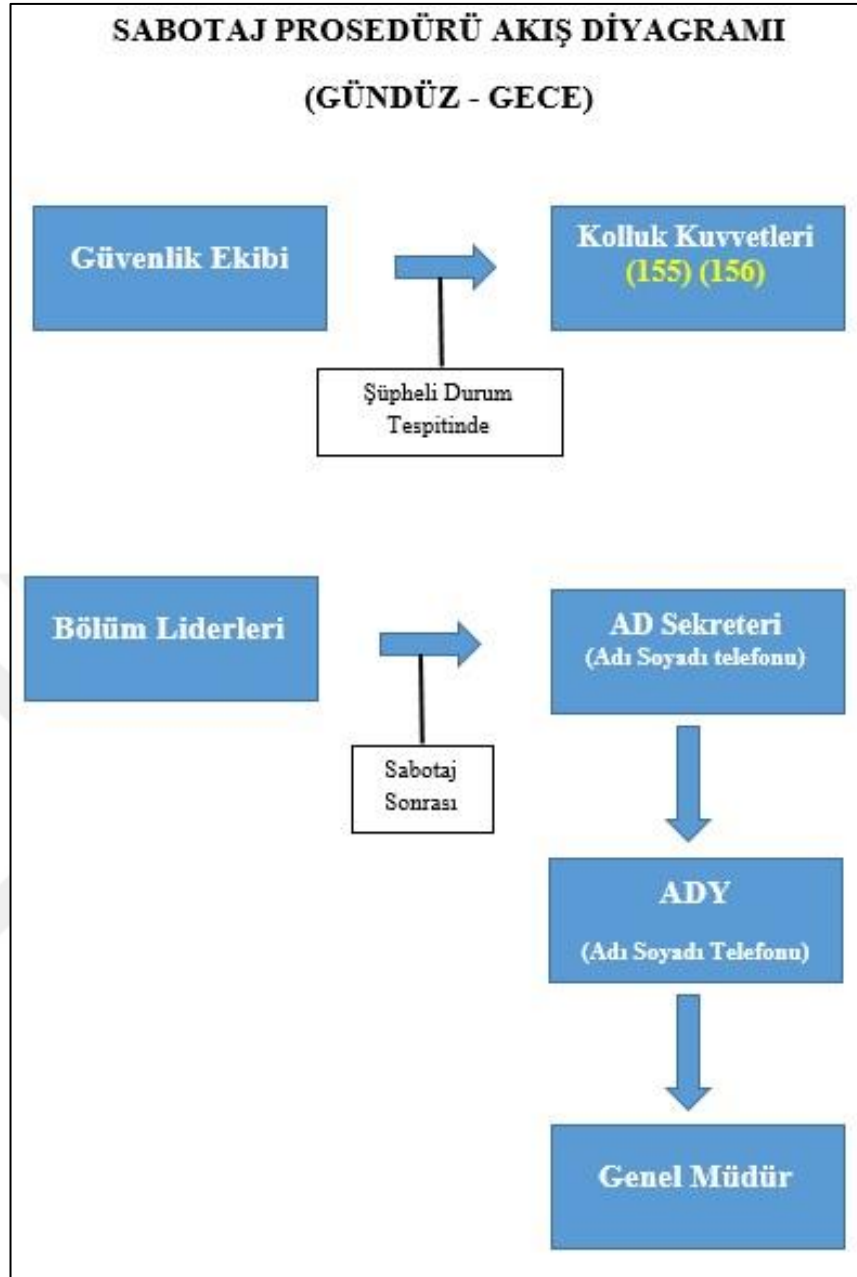 SABOTAJ PROSEDÜRÜ AKIŞ DİYAGRAMI
(GÜNDÜZ - GECE)
Güvenlik Ekibi
Kolluk Kuvvetleri
(155) (156)
Şüpheli Durum
Tespitinde
Bölüm Liderleri
AD Sekreteri
(Adı Soyadı telefonu)
Sabotaj
Sonrası
ADY
(Adı Soyadı Telefonu)
Genel Müdür